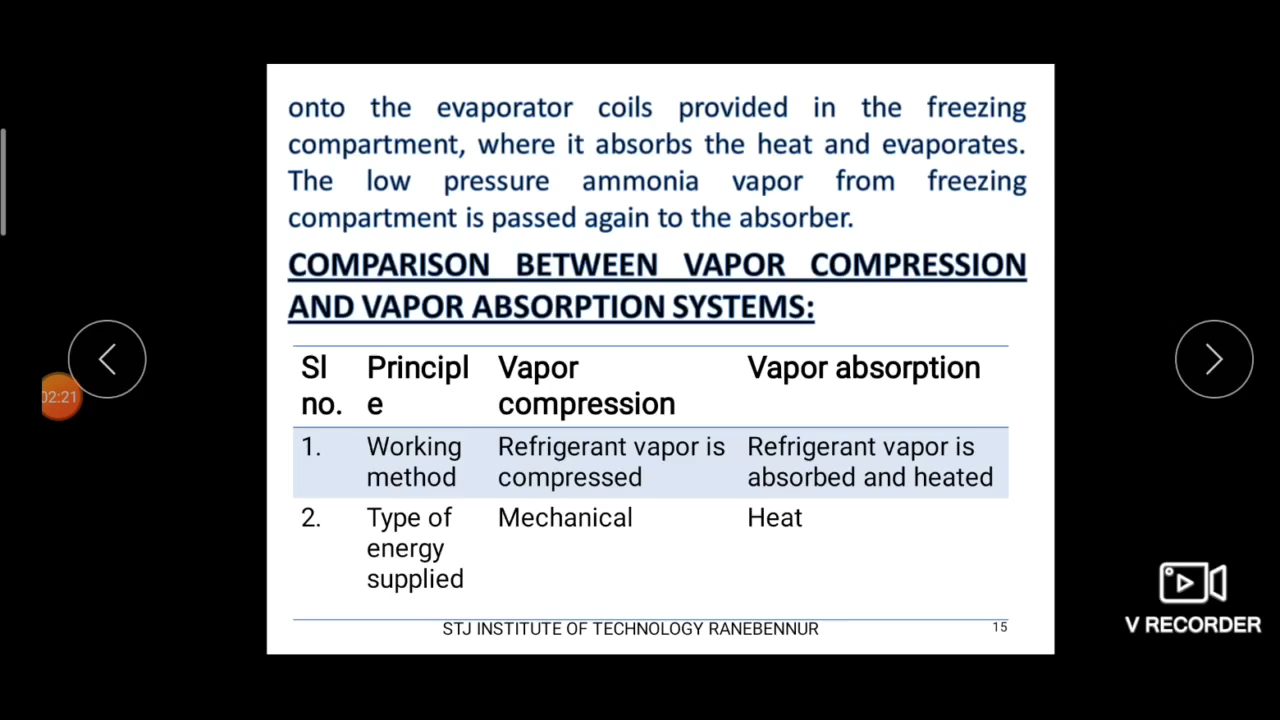 onto the evaporator coils provided in the freezing
compartment, where it absorbs the heat and evaporates.
The low pressure ammonia vapor from freezing
compartment is passed again to the absorber.
COMPARISON BETWEEN VAPOR COMPRESSION
AND VAPOR ABSORPTION SYSTEMS:
Sl no. Principl e Vapor compression Vapor absorption
1. Working method Refrigerant vapor is compressed Refrigerant vapor is absorbed and heated
2. Type of energy supplied Mechanical Heat
STJ INSTITUTE OF TECHNOLOGY RANEBENNUR 15
02:21
V RECORDER